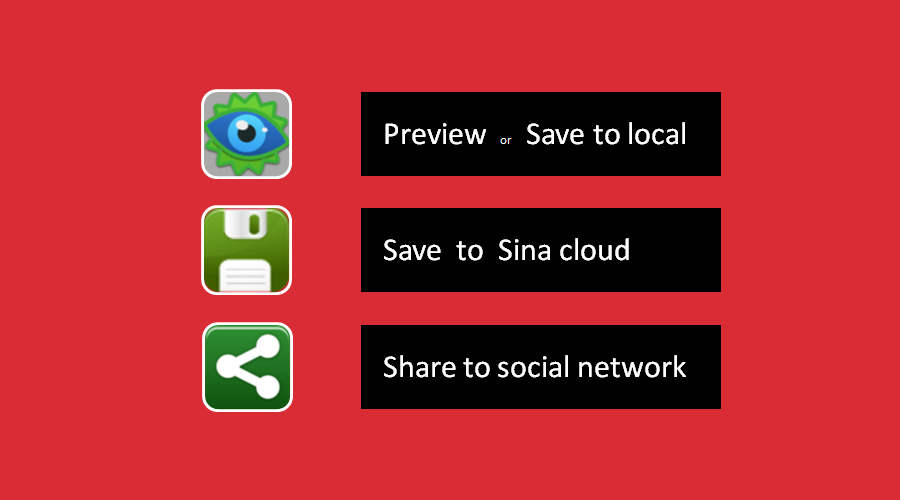 Preview or Save to local
Save to Sina cloud
Share to social network